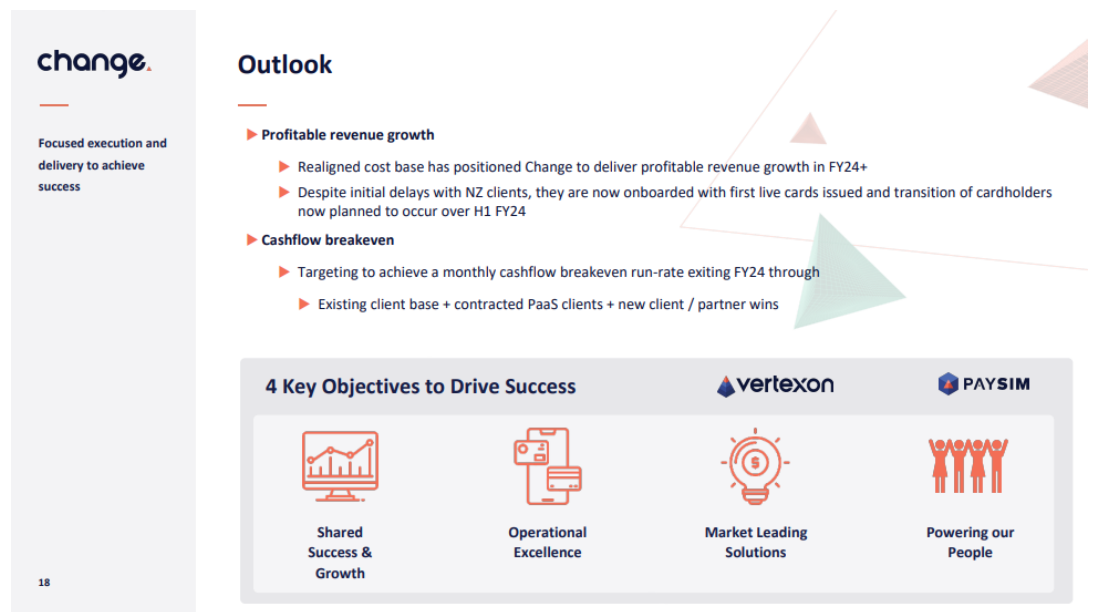 change.
Focused execution and
delivery to achieve
success
18
Outlook
Profitable revenue growth
Realigned cost base has positioned Change to deliver profitable revenue growth in FY24+
Despite initial delays with NZ clients, they are now onboarded with first live cards issued and transition of cardholders
now planned to occur over H1 FY24
Cashflow breakeven
Targeting to achieve a monthly cashflow breakeven run-rate exiting FY24 through
Existing client base + contracted PaaS clients + new client / partner wins
4 Key Objectives to Drive Success
vertexon
PAYSIM
$
Shared
Success &
Growth
Operational
Excellence
Market Leading
Solutions
Powering our
People